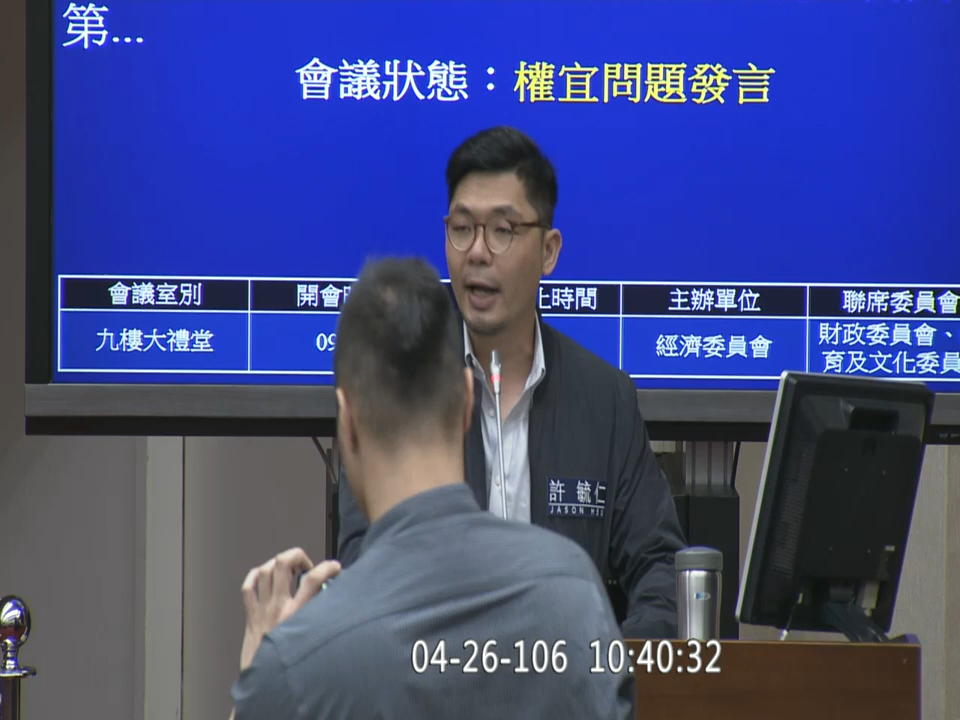 第...
會議狀態：權宜問題發言
會議室別 開會 止時間 主辦單位 聯席委員會
九樓大禮堂 09 經濟委員會 財政委員會、
育及文化委員
許毓仁
JASON HSU
04-26-106 10:40:32